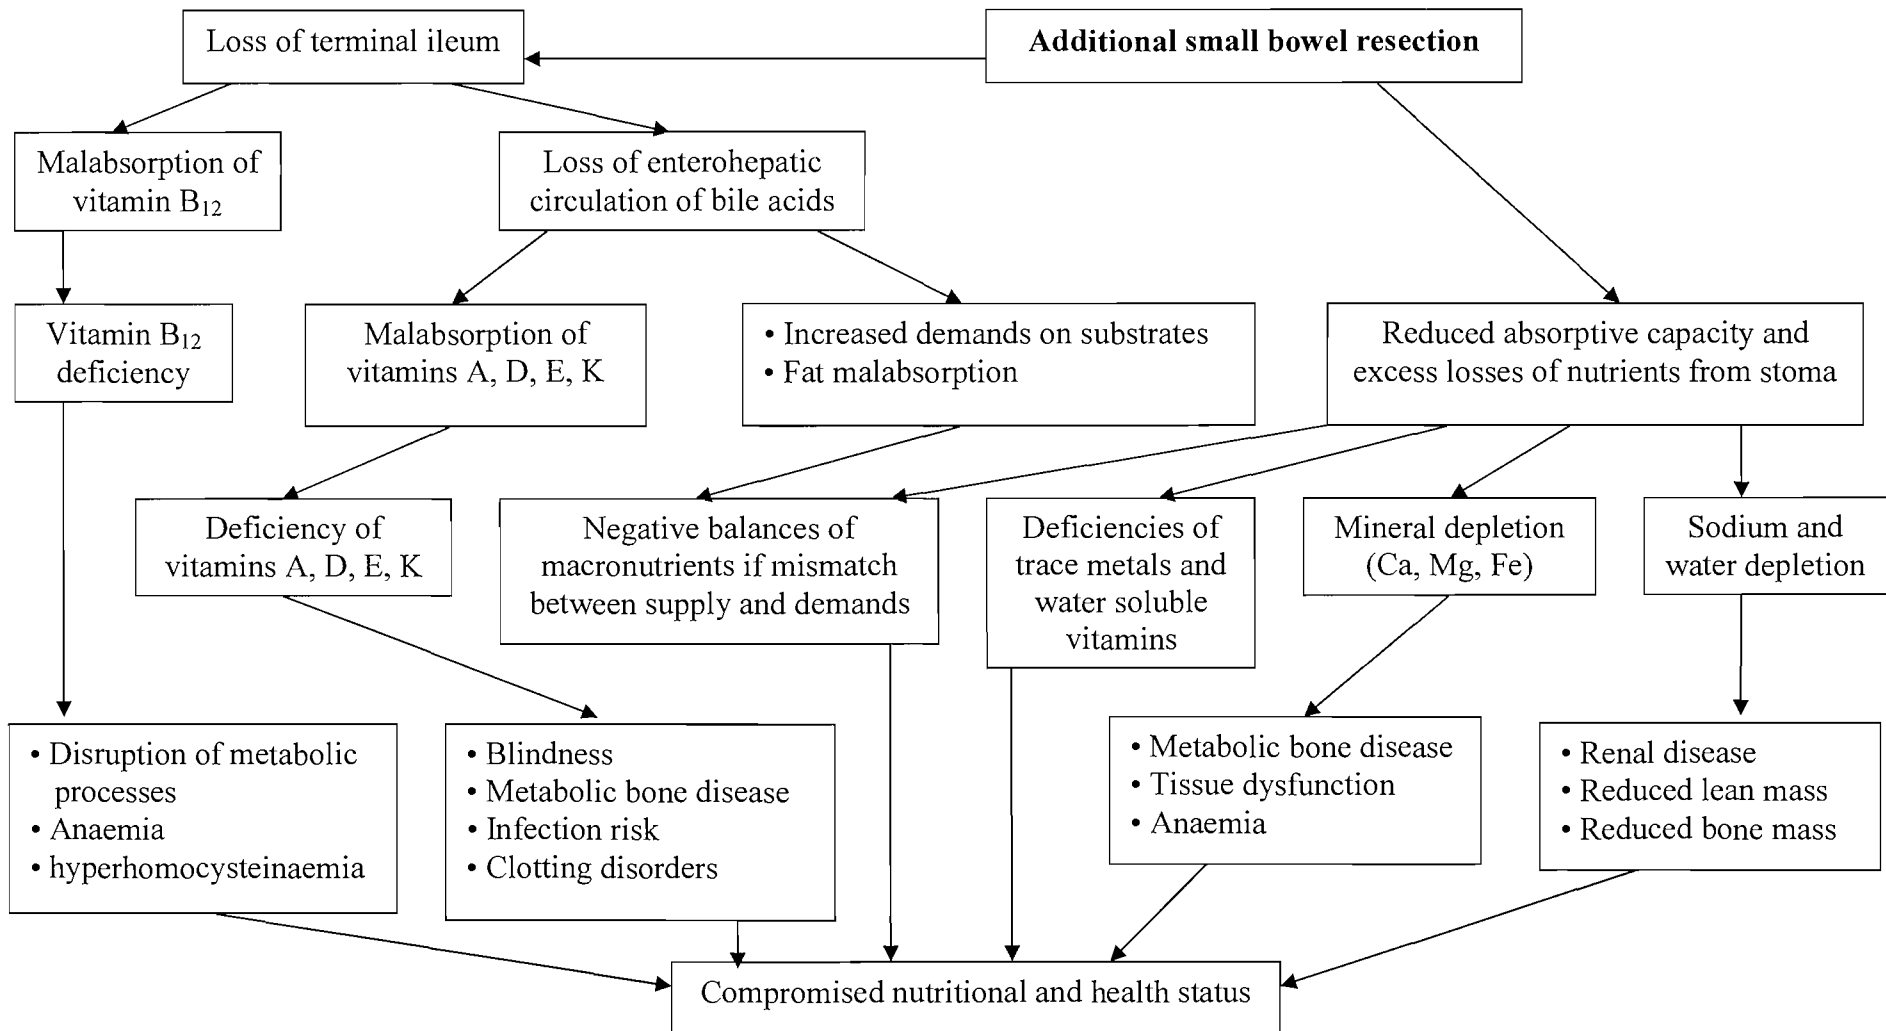 Loss of terminal ileum
Additional small bowel resection
Malabsorption of
vitamin B₁₂
Loss of enterohepatic
circulation of bile acids
Vitamin B₁₂
deficiency
Malabsorption of
vitamins A, D, E, K
• Increased demands on substrates
• Fat malabsorption
Reduced absorptive capacity and
excess losses of nutrients from stoma
Deficiency of
vitamins A, D, E, K
Negative balances of
macronutrients if mismatch
between supply and demands
Deficiencies of
trace metals and
water soluble
vitamins
Mineral depletion
(Ca, Mg, Fe)
Sodium and
water depletion
• Disruption of metabolic
processes
• Anaemia
• hyperhomocysteinaemia
• Blindness
• Metabolic bone disease
• Infection risk
• Clotting disorders
• Metabolic bone disease
• Tissue dysfunction
• Anaemia
• Renal disease
• Reduced lean mass
• Reduced bone mass
Compromised nutritional and health status